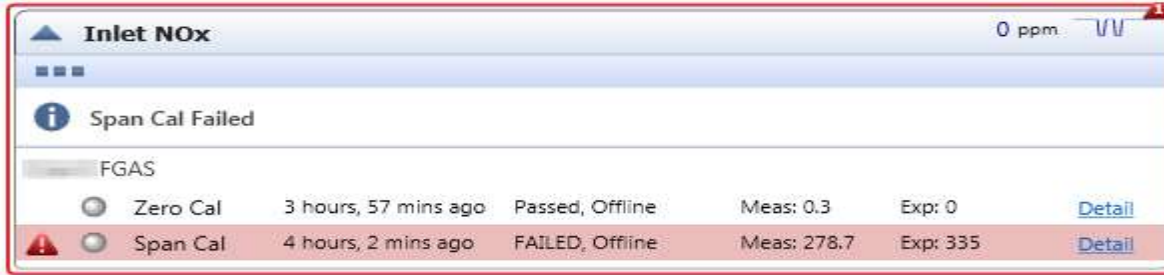 Inlet NOx 0 ppm 1
Span Cal Failed
FGAS
Zero Cal 3 hours, 57 mins ago Passed, Offline Meas: 0.3 Exp: 0 Detail
Span Cal 4 hours, 2 mins ago FAILED, Offline Meas: 278.7 Exp: 335 Detail